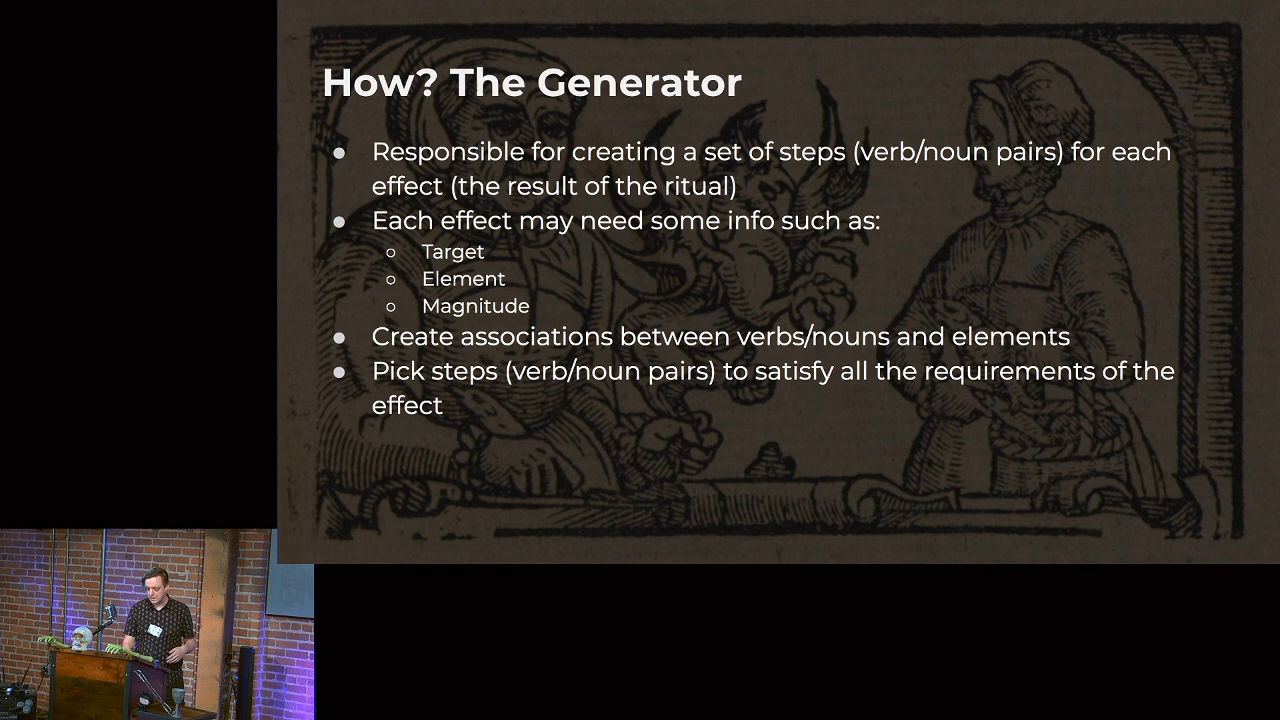 How? The Generator
● Responsible for creating a set of steps (verb/noun pairs) for each
effect (the result of the ritual)
● Each effect may need some info such as:
○ Target
○ Element
○ Magnitude
● Create associations between verbs/nouns and elements
● Pick steps (verb/noun pairs) to satisfy all the requirements of the
effect